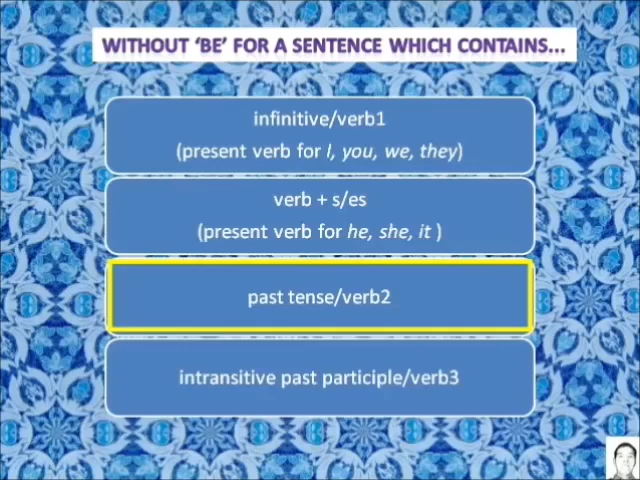 WITHOUT ‘BE’ FOR A SENTENCE WHICH CONTAINS...
infinitive/verb1
(present verb for I, you, we, they)
verb + s/es
(present verb for he, she, it )
past tense/verb2
intransitive past participle/verb3